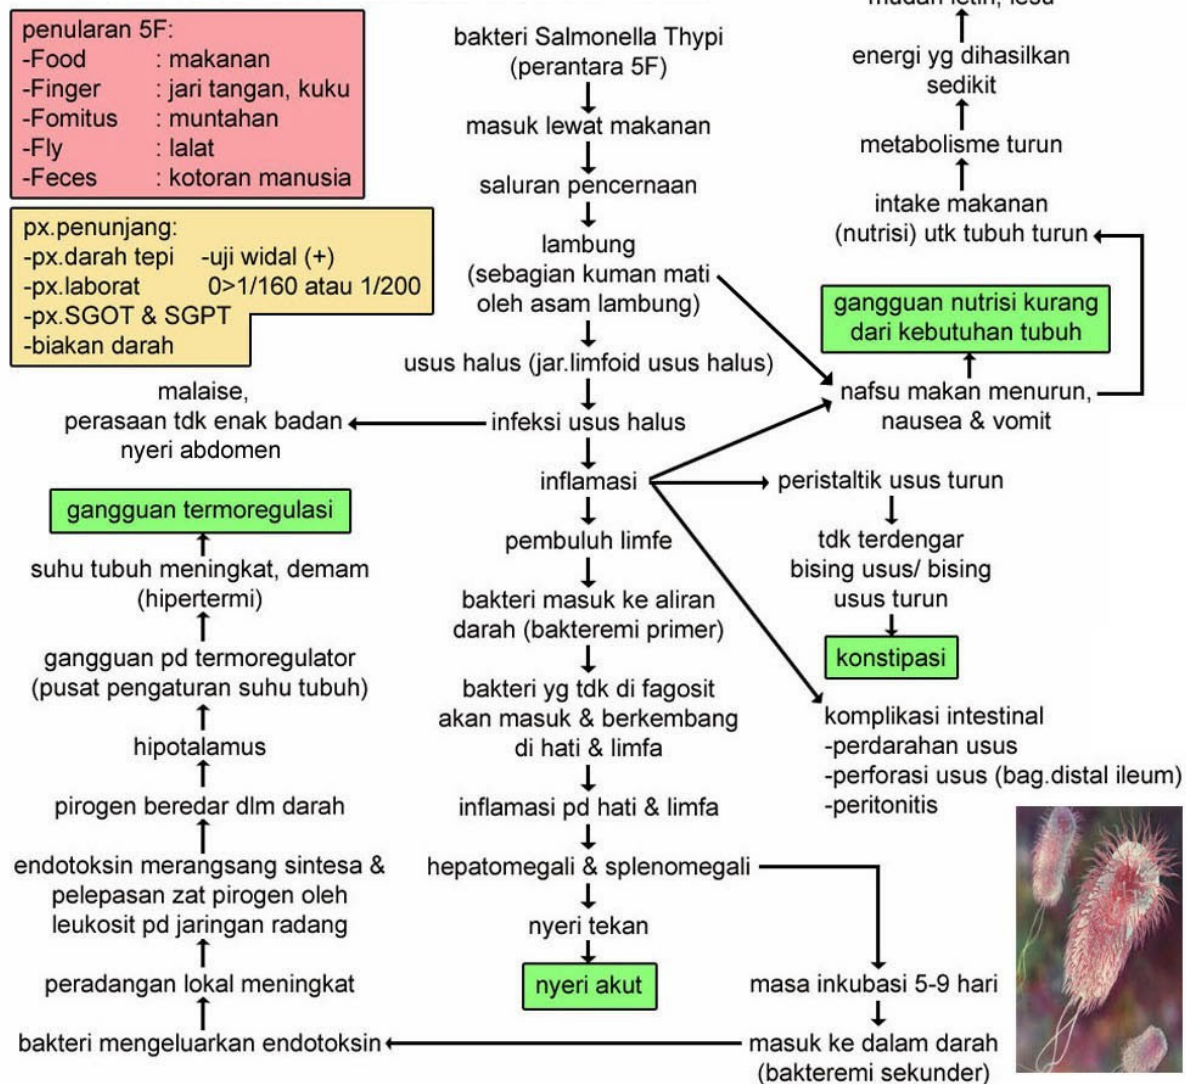 penularan 5F:
-Food : makanan
-Finger : jari tangan, kuku
-Fomitus : muntahan
-Fly : lalat
-Feces : kotoran manusia
px.penunjang:
-px.darah tepi -uji widal (+)
-px.laborat 0>1/160 atau 1/200
-px.SGOT & SGPT
-biakan darah
bakteri Salmonella Thypi
(perantara 5F)
masuk lewat makanan
saluran pencernaan
lambung
(sebagian kuman mati
oleh asam lambung)
usus halus (jar.limfoid usus halus)
infeksi usus halus
malaise,
perasaan tdk enak badan
nyeri abdomen
inflamasi
pembuluh limfe
bakteri masuk ke aliran
darah (bakteremi primer)
bakteri yg tdk di fagosit
akan masuk & berkembang
di hati & limfa
inflamasi pd hati & limfa
hepatomegali & splenomegali
nyeri tekan
nyeri akut
mudah letih, lesu
energi yg dihasilkan
sedikit
metabolisme turun
intake makanan
(nutrisi) utk tubuh turun
gangguan nutrisi kurang
dari kebutuhan tubuh
nafsu makan menurun,
nausea & vomit
peristaltik usus turun
tdk terdengar
bising usus/ bising
usus turun
konstipasi
komplikasi intestinal
-perdarahan usus
-perforasi usus (bag.distal ileum)
-peritonitis
masa inkubasi 5-9 hari
masuk ke dalam darah
(bakteremi sekunder)
gangguan termoregulasi
suhu tubuh meningkat, demam
(hipertermi)
gangguan pd termoregulator
(pusat pengaturan suhu tubuh)
hipotalamus
pirogen beredar dlm darah
endotoksin merangsang sintesa &
pelepasan zat pirogen oleh
leukosit pd jaringan radang
peradangan lokal meningkat
bakteri mengeluarkan endotoksin